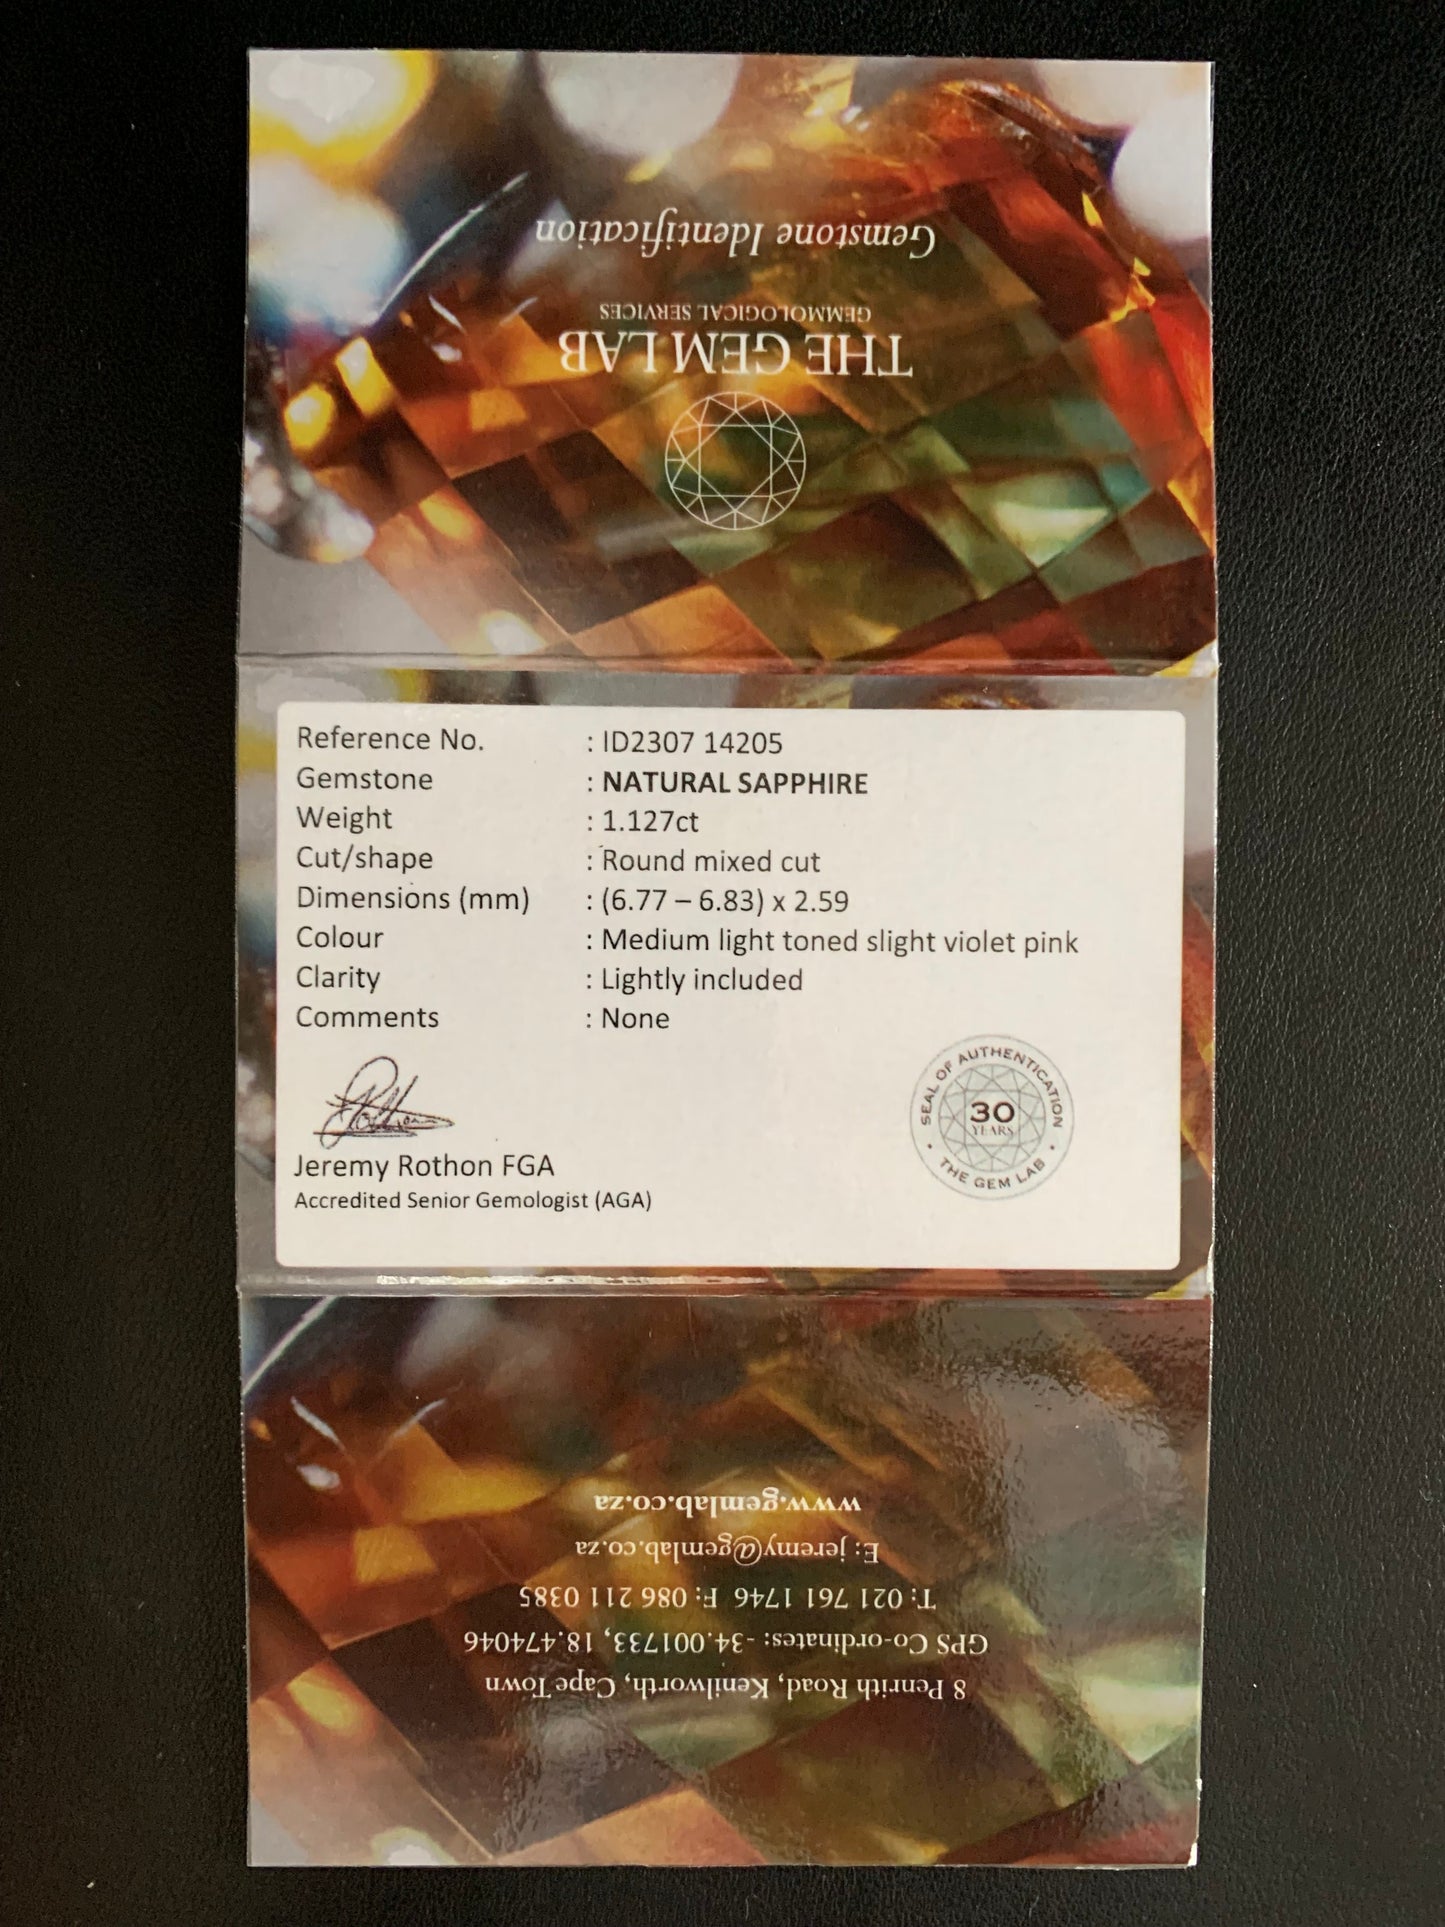 Gemstone Identification
GEMMOLOGICAL SERVICES
THE GEM LAB
Reference No. : ID2307 14205
Gemstone : NATURAL SAPPHIRE
Weight : 1.127ct
Cut/shape : Round mixed cut
Dimensions (mm) : (6.77 – 6.83) x 2.59
Colour : Medium light toned slight violet pink
Clarity : Lightly included
Comments : None
Jeremy Rothon FGA
Accredited Senior Gemologist (AGA)
SEAL OF AUTHENTICATION
30
YEARS
• THE GEM LAB •
8 Penrith Road, Kenilworth, Cape Town
GPS Co-ordinates: -34.001733, 18.474046
T: 021 761 1746 F: 086 211 0385
E: jeremy@gemlab.co.za
www.gemlab.co.za